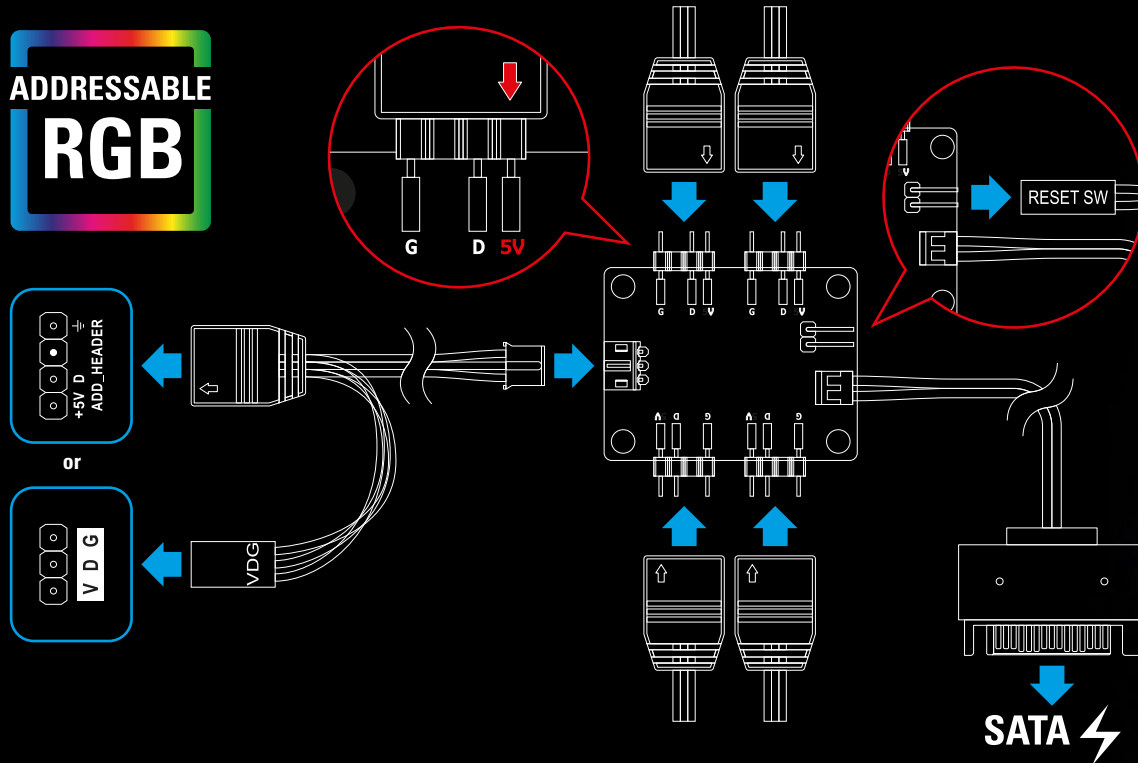 ADDRESSABLE
RGB
G D 5V
RESET SW
+5V D ⏚
ADD_HEADER
or
V D G
VDG
G D V
G D V
V D G
V D G
V
SATA